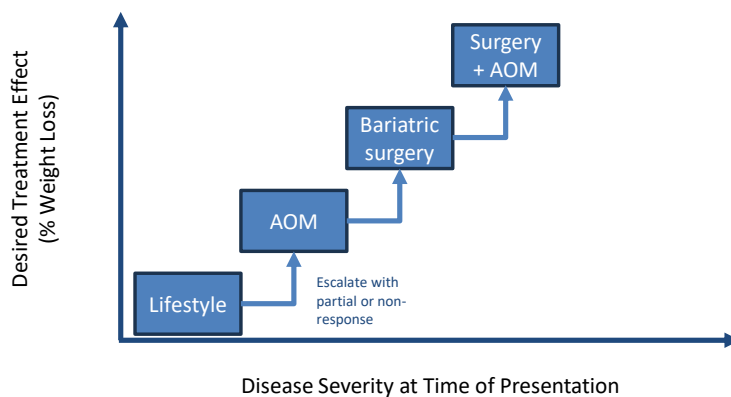 Surgery
+ AOM
Bariatric
surgery
AOM
Lifestyle
Escalate with
partial or non-
response
Desired Treatment Effect
(% Weight Loss)
Disease Severity at Time of Presentation